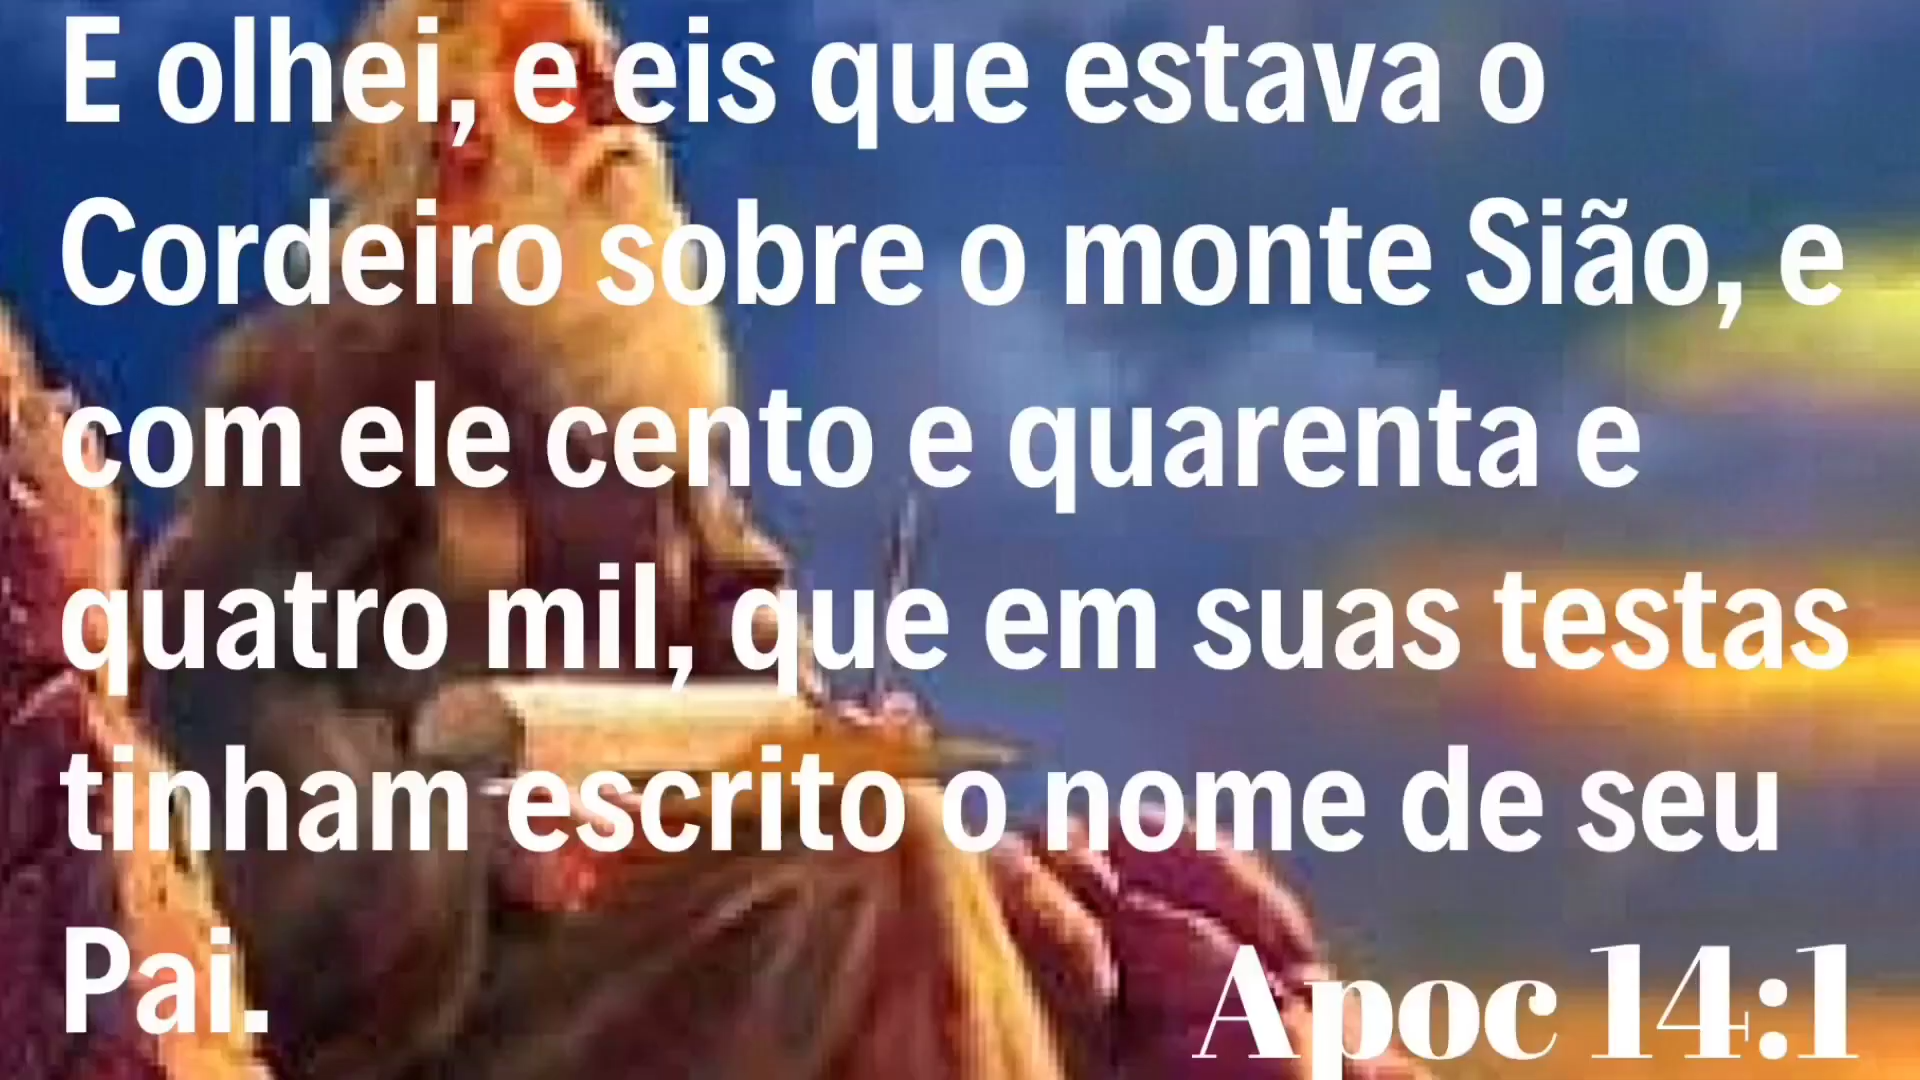 E olhei, e eis que estava o
Cordeiro sobre o monte Sião, e
com ele cento e quarenta e
quatro mil, que em suas testas
tinham escrito o nome de seu
Pai.
Apoc 14:1